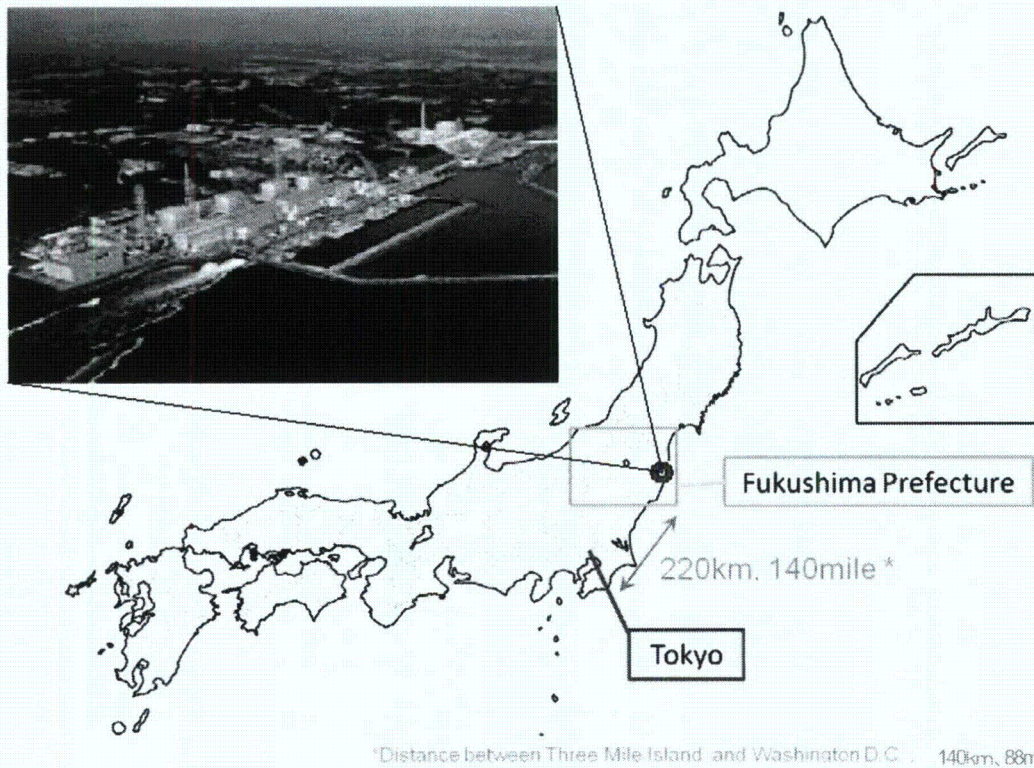 Fukushima Prefecture
220km, 140mile *
Tokyo
*Distance between Three Mile Island and Washington D.C. : 140km, 88m